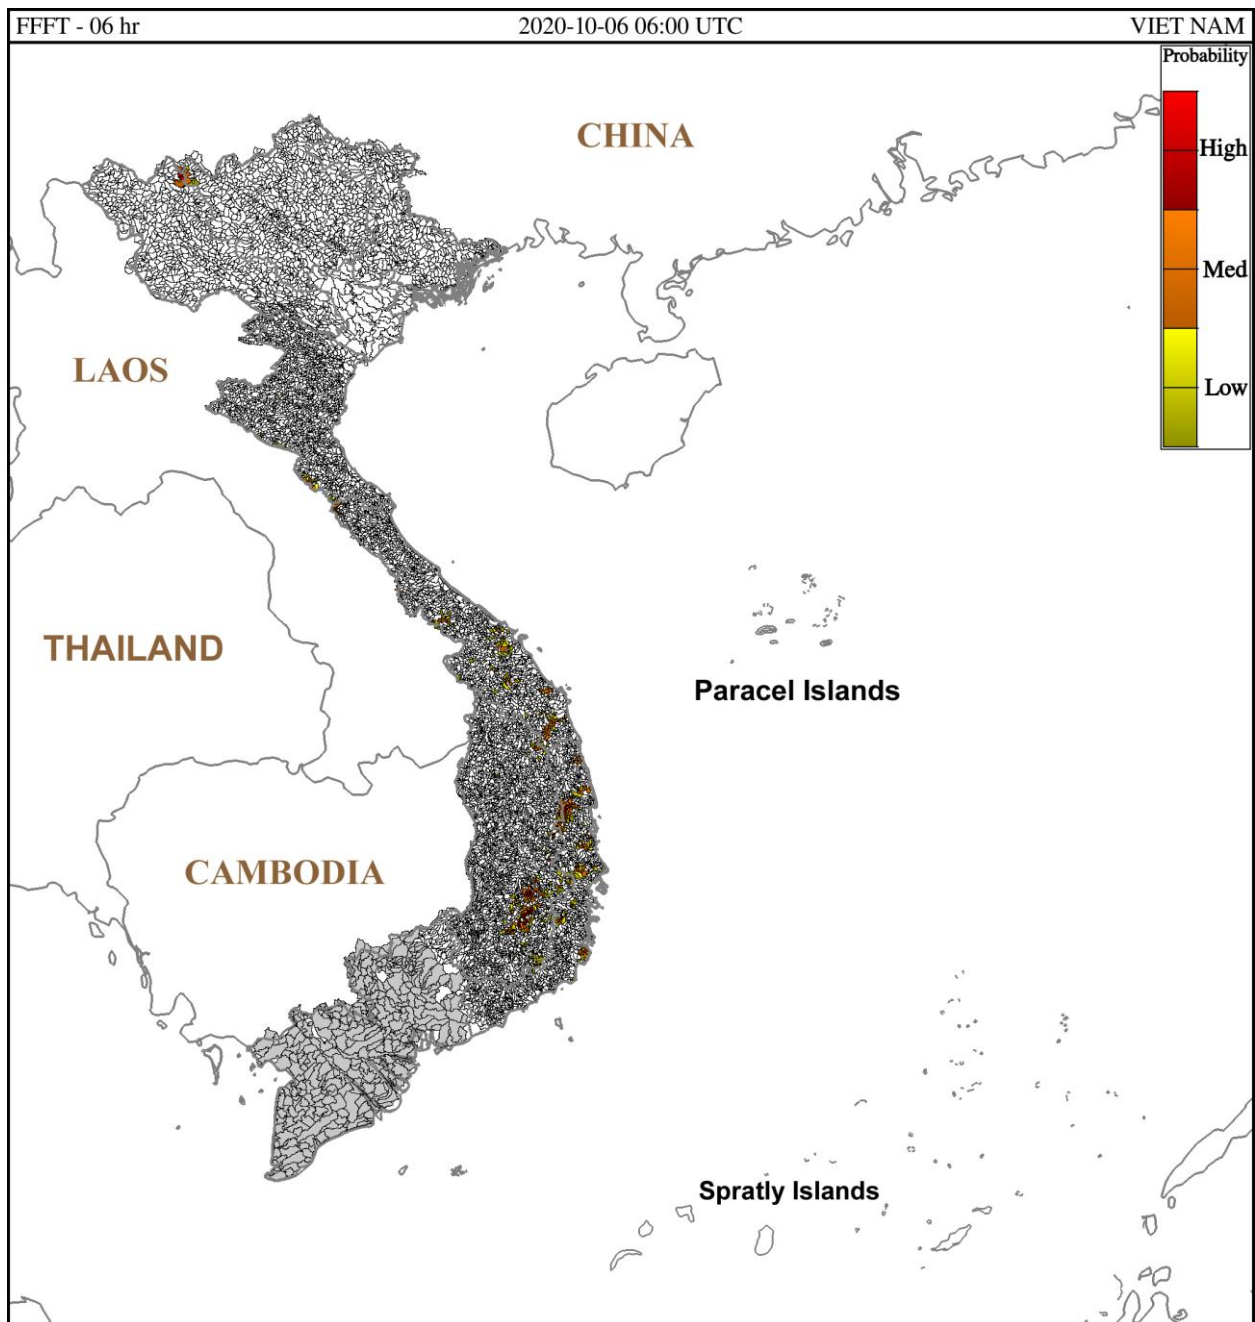 FFFT - 06 hr 2020-10-06 06:00 UTC VIET NAM
Probability
High
Med
Low
CHINA
LAOS
THAILAND
Paracel Islands
CAMBODIA
Spratly Islands